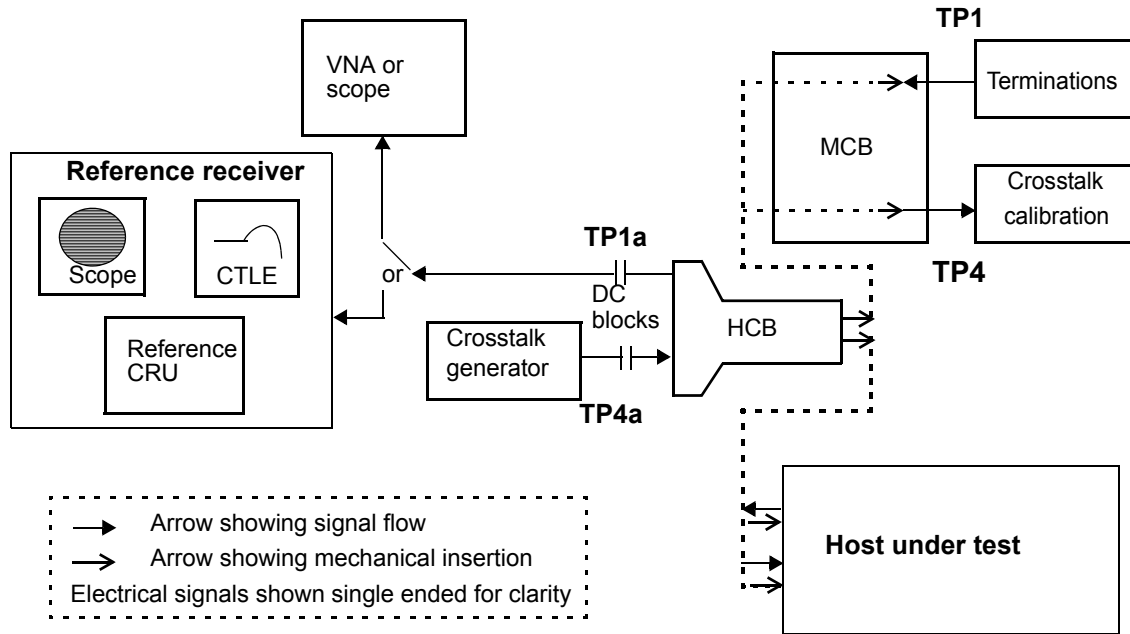 TP1
VNA or
scope
Terminations
MCB
Reference receiver
Scope
CTLE
Crosstalk
calibration
TP1a
TP4
or
DC
blocks
HCB
Reference
CRU
Crosstalk
generator
TP4a
Arrow showing signal flow
Arrow showing mechanical insertion
Electrical signals shown single ended for clarity
Host under test